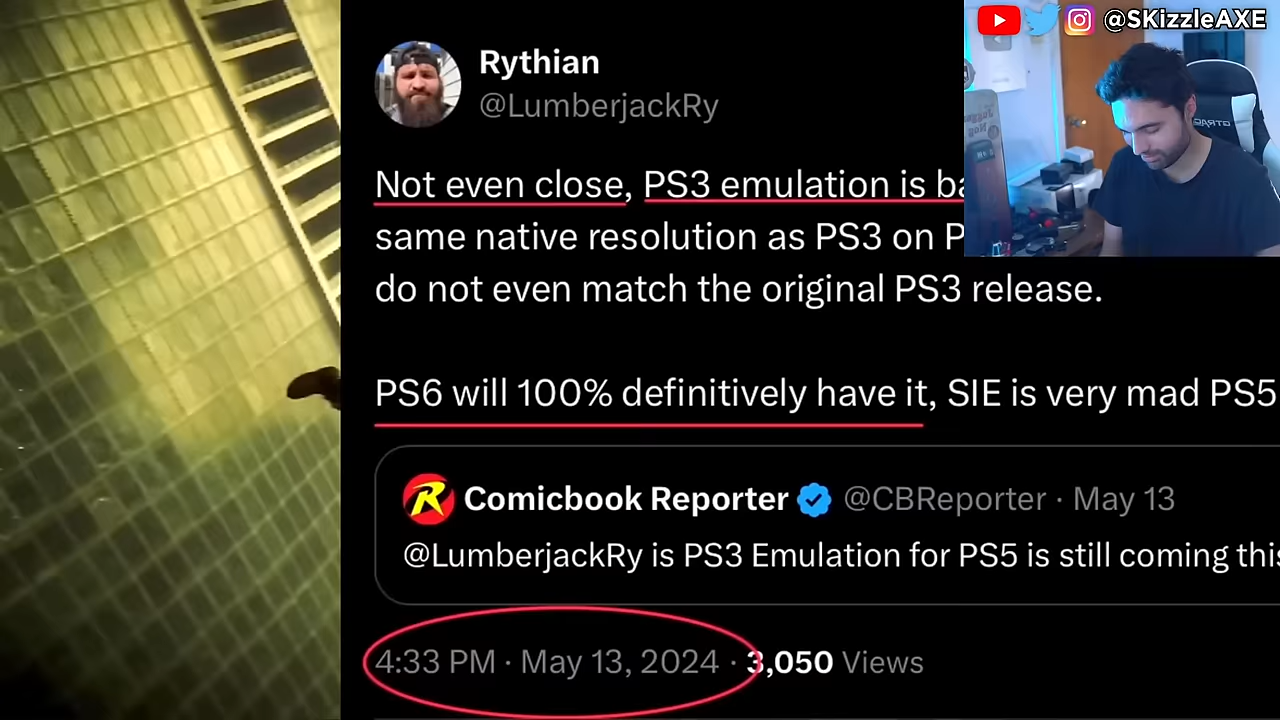 @SKizzleAXE
Rythian
@LumberjackRy
Not even close, PS3 emulation is
same native resolution as PS3 on
do not even match the original PS3 release.
PS6 will 100% definitively have it, SIE is very mad PS5
Comicbook Reporter @CBReporter · May 13
@LumberjackRy is PS3 Emulation for PS5 is still coming
4:33 PM · May 13, 2024 · 3,050 Views